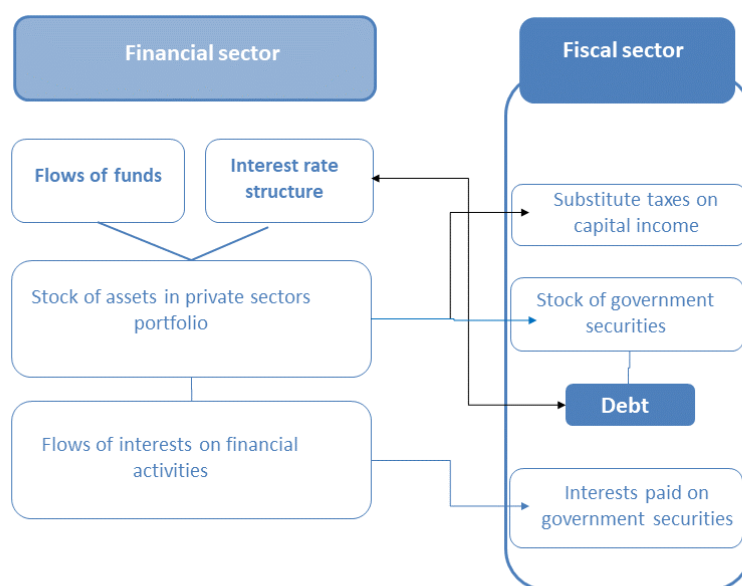 Financial sector
Fiscal sector
Flows of funds
Interest rate
structure
Substitute taxes on
capital income
Stock of assets in private sectors
portfolio
Stock of government
securities
Debt
Flows of interests on financial
activities
Interests paid on
government securities